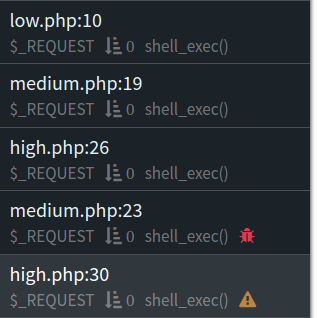 low.php:10
$_REQUEST 0 shell_exec()
medium.php:19
$_REQUEST 0 shell_exec()
high.php:26
$_REQUEST 0 shell_exec()
medium.php:23
$_REQUEST 0 shell_exec()
high.php:30
$_REQUEST 0 shell_exec()